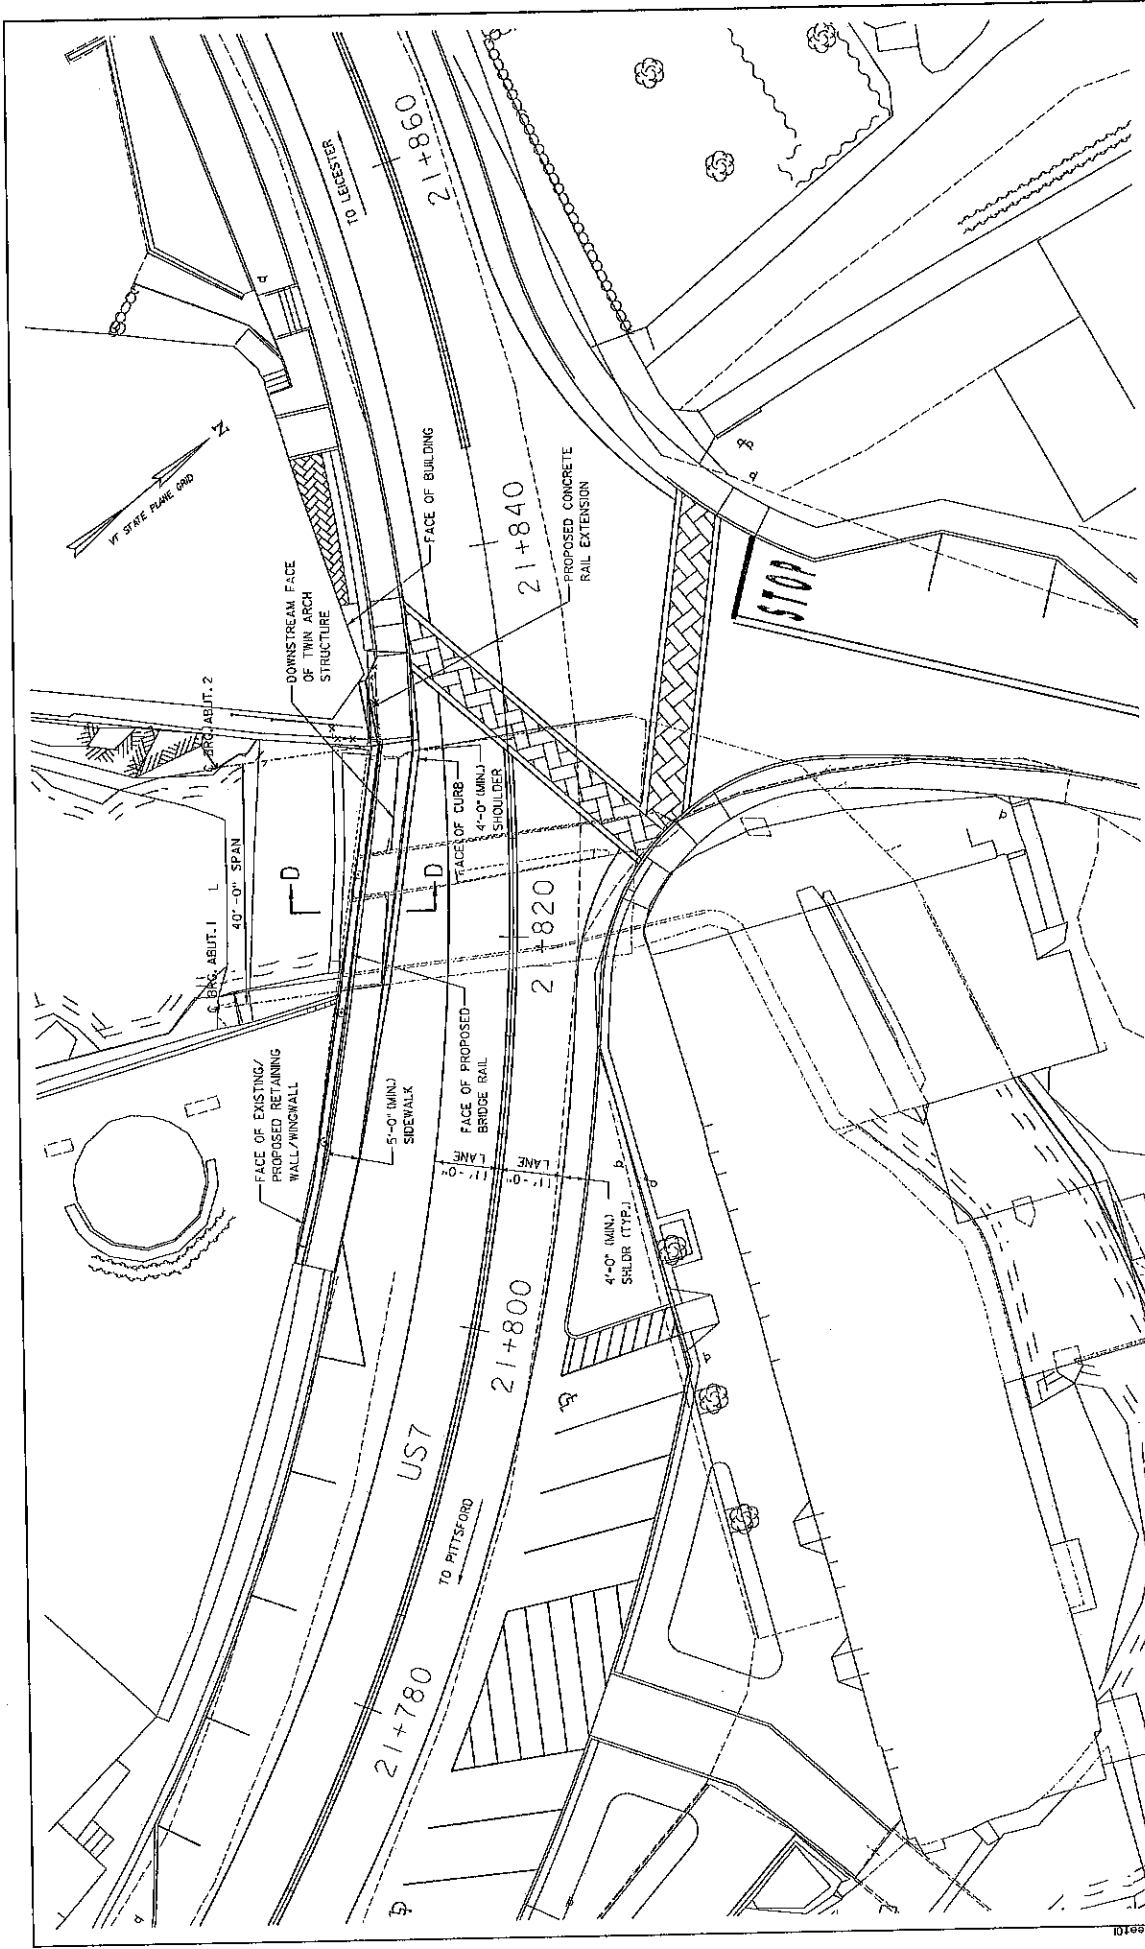 TO LEICESTER
21+860
VT STATE PLANE GRID
N
FACE OF BUILDING
21+840
PROPOSED CONCRETE
RAIL EXTENSION
DOWNSTREAM FACE
OF TWIN ARCH
STRUCTURE
STOP
℄ BRG. ABUT. 2
40'-0" SPAN
℄ BRG. ABUT. 1
D
D
FACE OF CURB
4'-0" (MIN.)
SHOULDER
21+820
FACE OF EXISTING/
PROPOSED RETAINING
WALL/WINGWALL
5'-0" (MIN.)
SIDEWALK
FACE OF PROPOSED
BRIDGE RAIL
11'-0"
LANE
11'-0"
LANE
4'-0" (MIN.)
SHLDR (TYP.)
21+800
US7
TO PITTSFORD
21+780